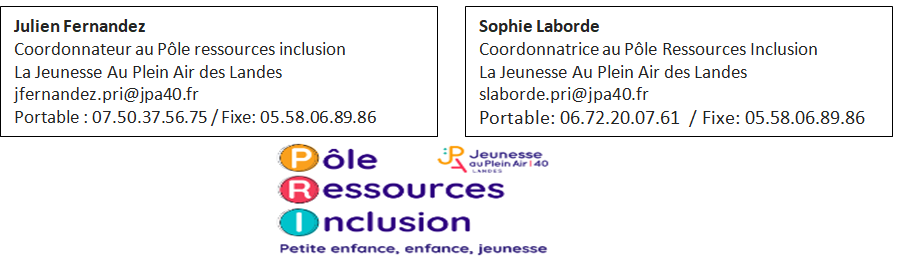 Julien Fernandez
Coordonnateur au Pôle ressources inclusion
La Jeunesse Au Plein Air des Landes
jfernandez.pri@jpa40.fr
Portable : 07.50.37.56.75 / Fixe: 05.58.06.89.86
Sophie Laborde
Coordonnatrice au Pôle Ressources Inclusion
La Jeunesse Au Plein Air des Landes
slaborde.pri@jpa40.fr
Portable: 06.72.20.07.61 / Fixe: 05.58.06.89.86
Pôle
Ressources
Inclusion
Petite enfance, enfance, jeunesse
JPA
Jeunesse
au Plein Air | 40
LANDES